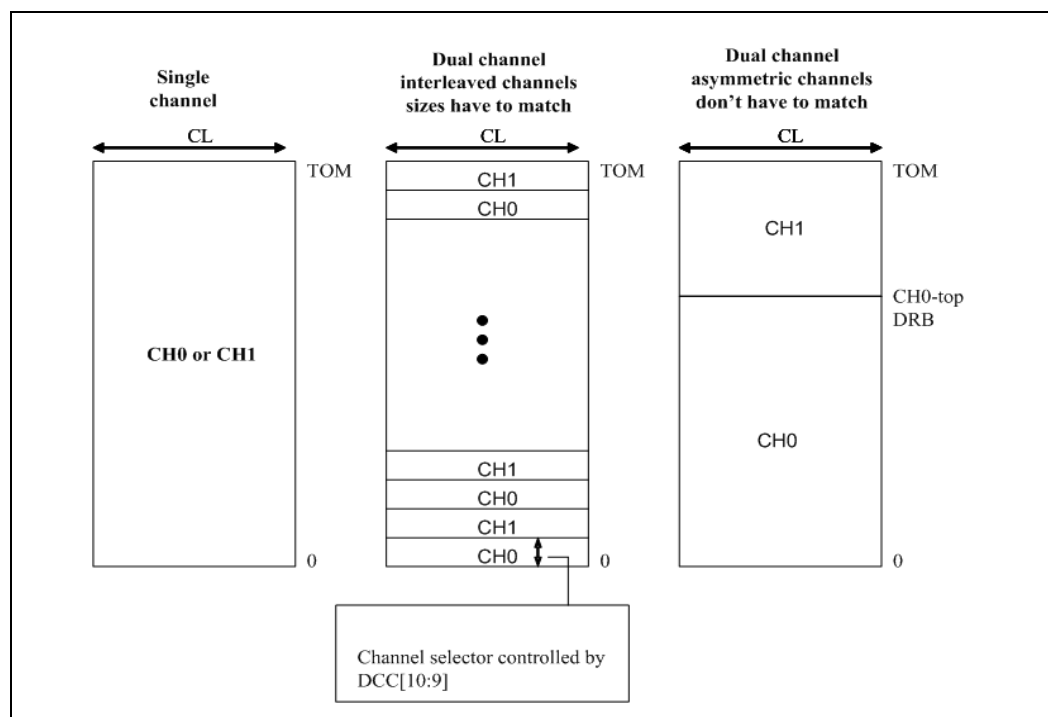 Single
channel
CL
TOM
CH0 or CH1
0
Dual channel
interleaved channels
sizes have to match
CL
TOM
CH1
CH0
CH1
CH0
CH1
CH0
0
Channel selector controlled by
DCC[10:9]
Dual channel
asymmetric channels
don't have to match
CL
TOM
CH1
CH0-top
DRB
CH0
0